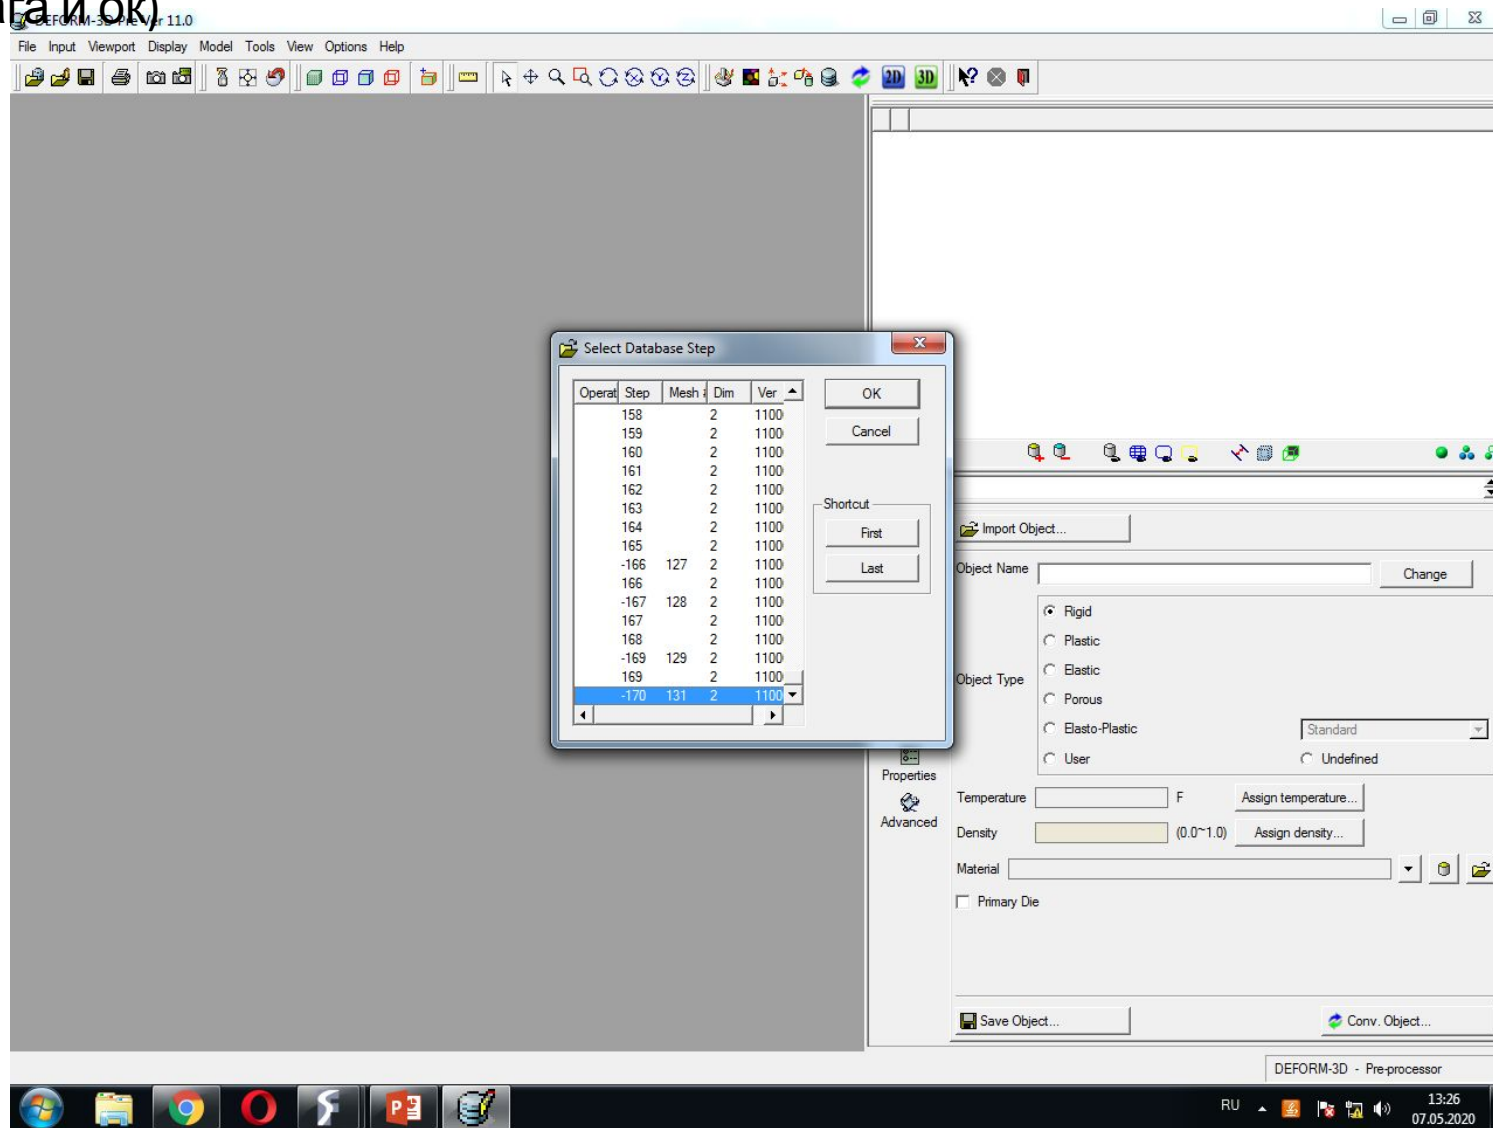 ага и ок)
DEFORM-3D Pre Ver 11.0
File Input Viewport Display Model Tools View Options Help
2D 3D
Select Database Step
Operat Step Mesh Dim Ver
158 2 1100
159 2 1100
160 2 1100
161 2 1100
162 2 1100
163 2 1100
164 2 1100
165 2 1100
-166 127 2 1100
166 2 1100
-167 128 2 1100
167 2 1100
168 2 1100
-169 129 2 1100
169 2 1100
-170 131 2 1100
OK
Cancel
Shortcut
First
Last
Import Object...
Object Name
Change
Object Type
Rigid
Plastic
Elastic
Porous
Elasto-Plastic
Standard
User
Undefined
Properties
Advanced
Temperature F Assign temperature...
Density (0.0~1.0) Assign density...
Material
Primary Die
Save Object... Conv. Object...
DEFORM-3D - Pre-processor
RU
13:26
07.05.2020